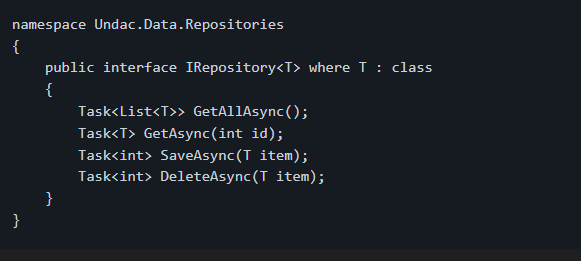 namespace Undac.Data.Repositories
{
    public interface IRepository<T> where T : class
    {
        Task<List<T>> GetAllAsync();
        Task<T> GetAsync(int id);
        Task<int> SaveAsync(T item);
        Task<int> DeleteAsync(T item);
    }
}